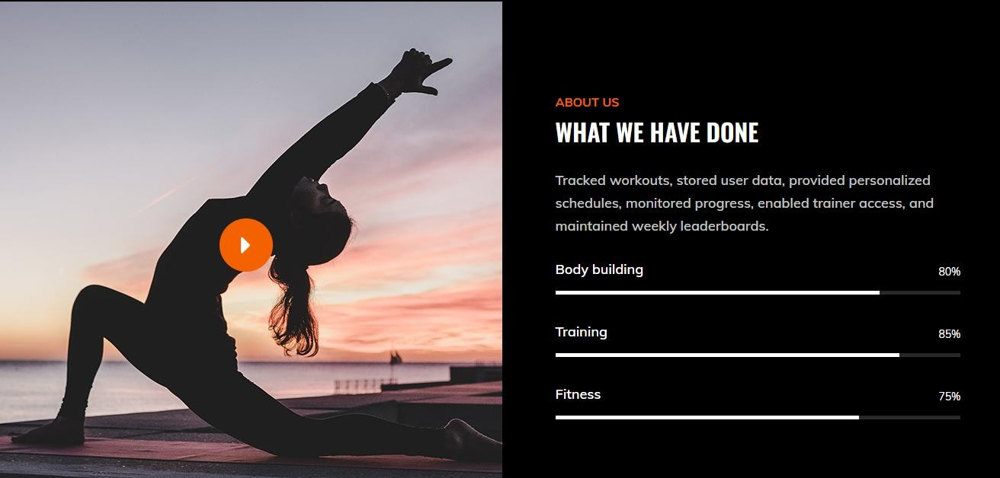 ABOUT US
WHAT WE HAVE DONE
Tracked workouts, stored user data, provided personalized
schedules, monitored progress, enabled trainer access, and
maintained weekly leaderboards.
Body building 80%
Training 85%
Fitness 75%